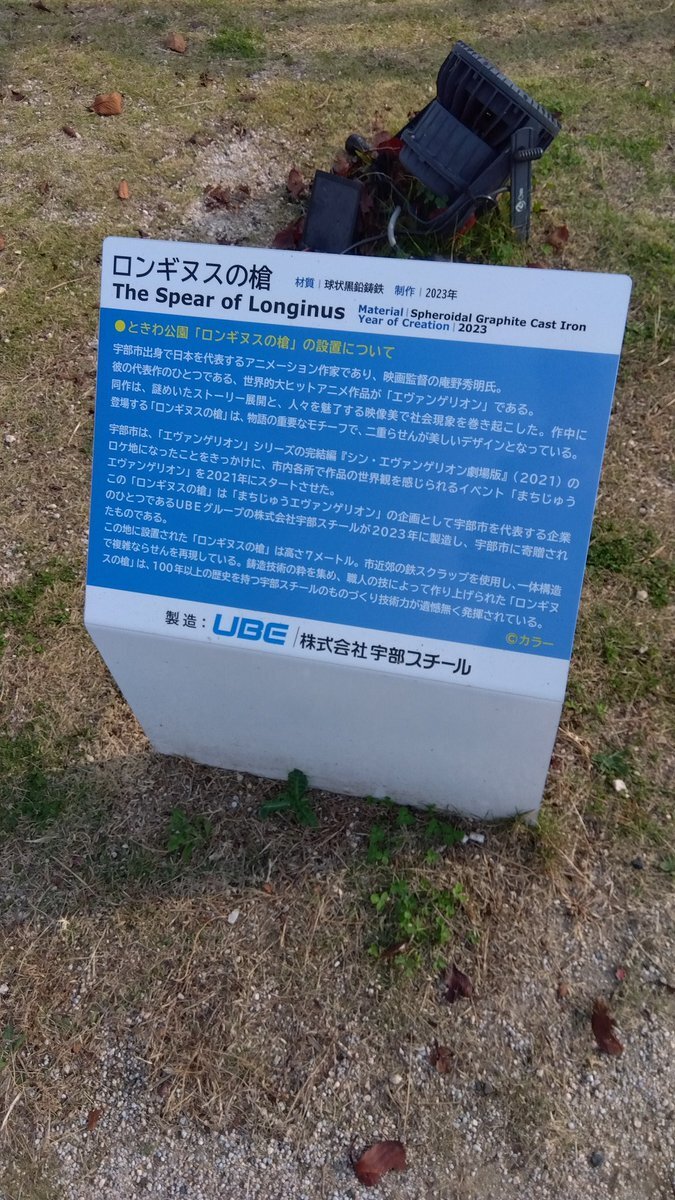 ロンギヌスの槍
材質｜球状黒鉛鋳鉄　制作｜2023年
The Spear of Longinus
Material｜Spheroidal Graphite Cast Iron
Year of Creation｜2023
●ときわ公園「ロンギヌスの槍」の設置について
宇部市出身で日本を代表するアニメーション作家であり、映画監督の庵野秀明氏。
彼の代表作のひとつである、世界的大ヒットアニメ作品が「エヴァンゲリオン」である。
同作は、謎めいたストーリー展開と、人々を魅了する映像美で社会現象を巻き起こした。作中に
登場する「ロンギヌスの槍」は、物語の重要なモチーフで、二重らせんが美しいデザインとなっている。
宇部市は、「エヴァンゲリオン」シリーズの完結編『シン・エヴァンゲリオン劇場版』（2021）の
ロケ地になったことをきっかけに、市内各所で作品の世界観を感じられるイベント「まちじゅう
エヴァンゲリオン」を2021年にスタートさせた。
この「ロンギヌスの槍」は「まちじゅうエヴァンゲリオン」の企画として宇部市を代表する企業
のひとつであるUBEグループの株式会社宇部スチールが2023年に製造し、宇部市に寄贈され
たものである。
この地に設置された「ロンギヌスの槍」は高さ7メートル。市近郊の鉄スクラップを使用し、一体構造
で複雑ならせんを再現している。鋳造技術の粋を集め、職人の技によって作り上げられた「ロンギヌ
スの槍」は、100年以上の歴史を持つ宇部スチールのものづくり技術力が遺憾無く発揮されている。
©カラー
製造：UBE／株式会社宇部スチール